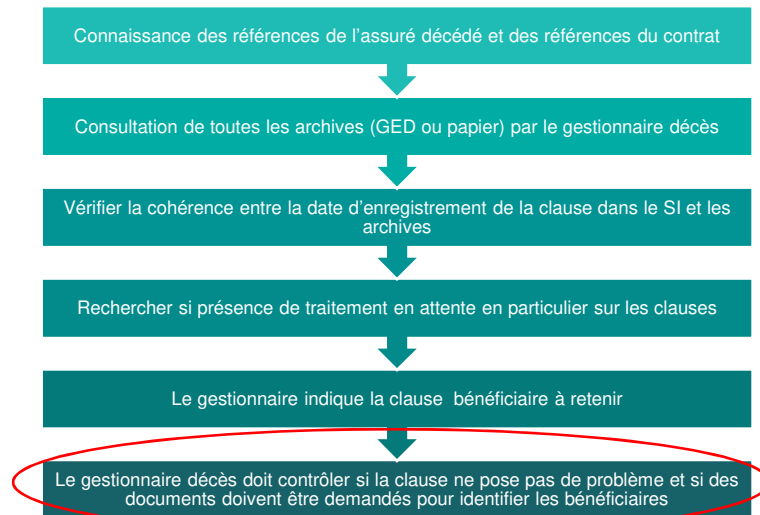 Connaissance des références de l'assuré décédé et des références du contrat
Consultation de toutes les archives (GED ou papier) par le gestionnaire décès
Vérifier la cohérence entre la date d'enregistrement de la clause dans le SI et les
archives
Rechercher si présence de traitement en attente en particulier sur les clauses
Le gestionnaire indique la clause bénéficiaire à retenir
Le gestionnaire décès doit contrôler si la clause ne pose pas de problème et si des
documents doivent être demandés pour identifier les bénéficiaires